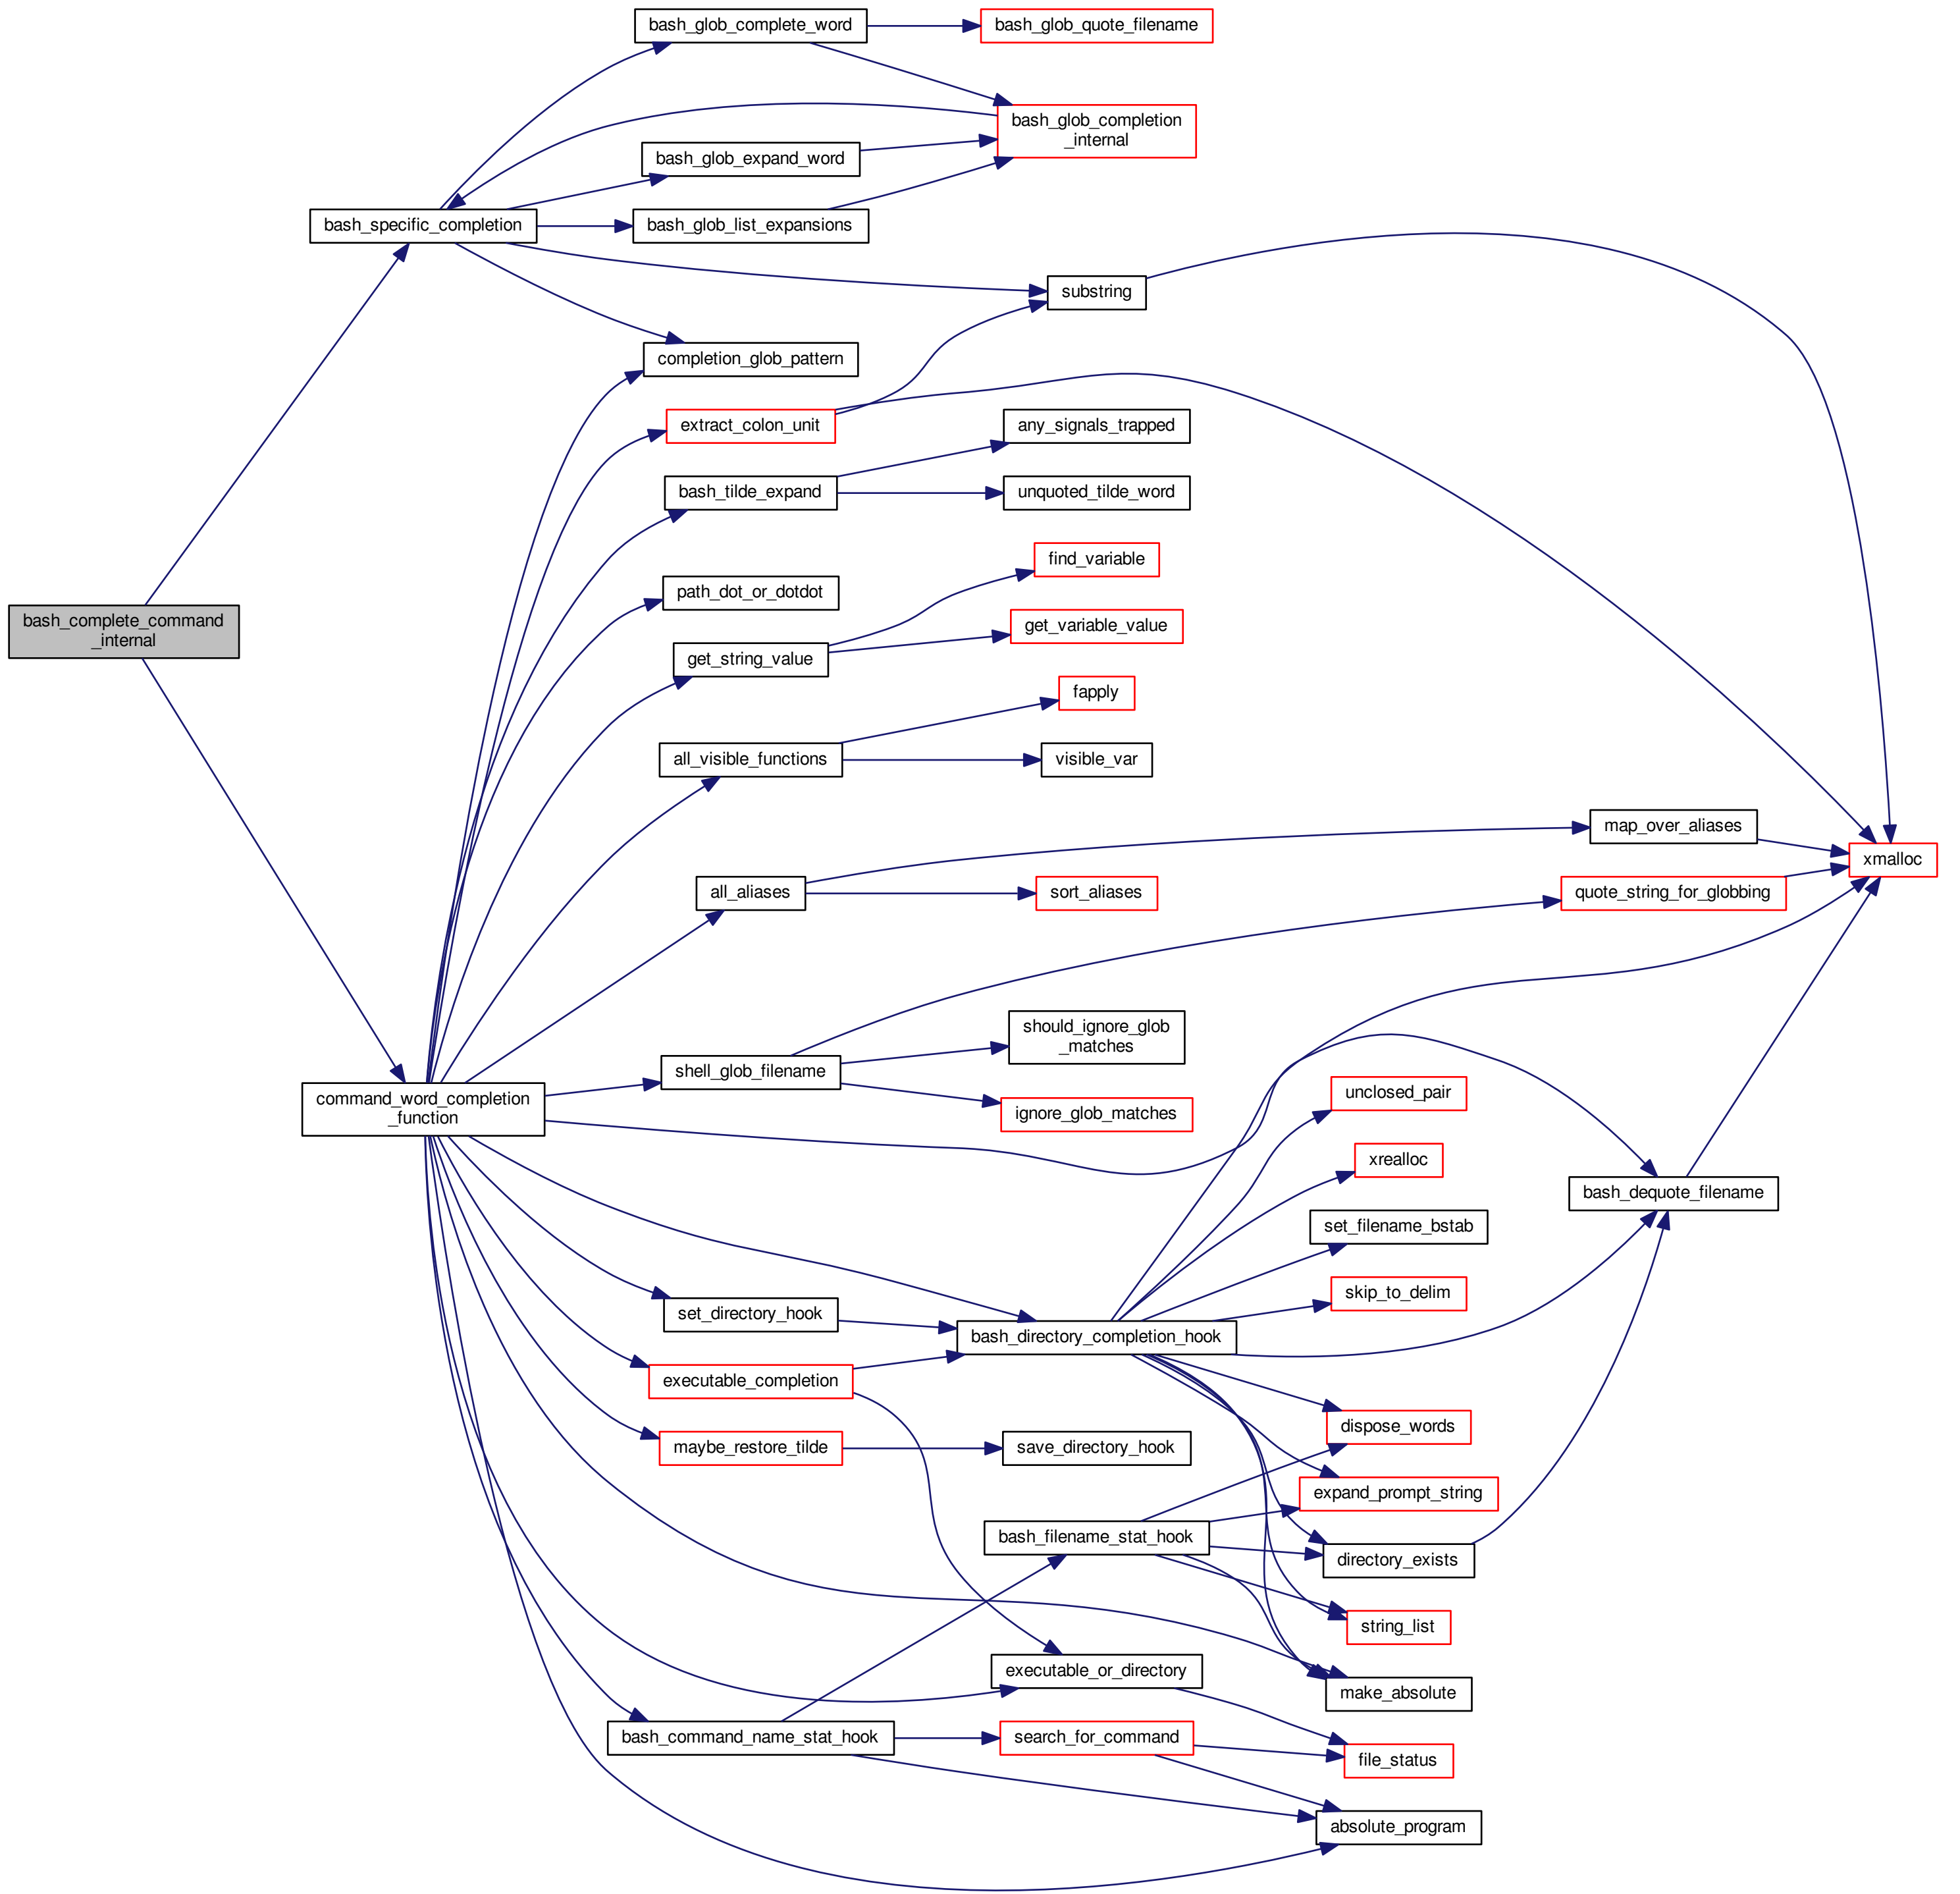 bash_glob_complete_word
bash_glob_quote_filename
bash_glob_completion
_internal
bash_glob_expand_word
bash_specific_completion
bash_glob_list_expansions
substring
completion_glob_pattern
extract_colon_unit
any_signals_trapped
bash_tilde_expand
unquoted_tilde_word
find_variable
path_dot_or_dotdot
bash_complete_command
_internal
get_variable_value
get_string_value
fapply
all_visible_functions
visible_var
map_over_aliases
xmalloc
all_aliases
sort_aliases
quote_string_for_globbing
should_ignore_glob
_matches
shell_glob_filename
command_word_completion
_function
ignore_glob_matches
unclosed_pair
xrealloc
bash_dequote_filename
set_filename_bstab
skip_to_delim
set_directory_hook
bash_directory_completion_hook
executable_completion
dispose_words
maybe_restore_tilde
save_directory_hook
expand_prompt_string
bash_filename_stat_hook
directory_exists
string_list
executable_or_directory
make_absolute
bash_command_name_stat_hook
search_for_command
file_status
absolute_program